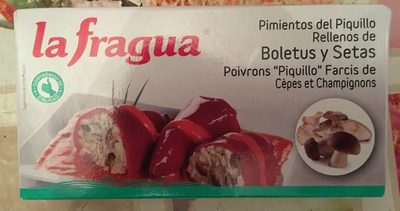 la fragua®
Pimientos del Piquillo
Rellenos de
Boletus y Setas
Poivrons "Piquillo" Farcis de
Cèpes et Champignons